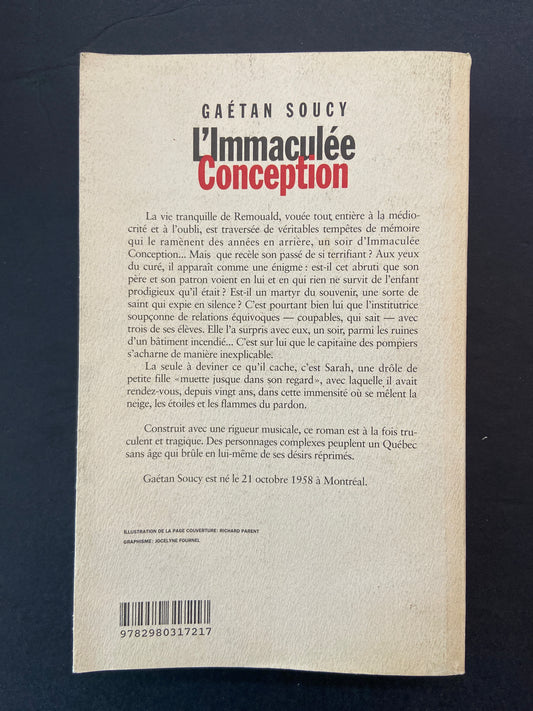 GAÉTAN SOUCY
L'Immaculée
Conception
La vie tranquille de Remouald, vouée tout entière à la médio-
crité et à l'oubli, est traversée de véritables tempêtes de mémoire
qui le ramènent des années en arrière, un soir d'Immaculée
Conception... Mais que recèle son passé de si terrifiant ? Aux yeux
du curé, il apparaît comme une énigme : est-il cet abruti que son
père et son patron voient en lui et en qui rien ne survit de l'enfant
prodigieux qu'il était ? Est-il un martyr du souvenir, une sorte de
saint qui expie en silence ? C'est pourtant bien lui que l'institutrice
soupçonne de relations équivoques — coupables, qui sait — avec
trois de ses élèves. Elle l'a surpris avec eux, un soir, parmi les ruines
d'un bâtiment incendié... C'est sur lui que le capitaine des pompiers
s'acharne de manière inexplicable.
La seule à deviner ce qu'il cache, c'est Sarah, une drôle de
petite fille «muette jusque dans son regard», avec laquelle il avait
rendez-vous, depuis vingt ans, dans cette immensité où se mêlent la
neige, les étoiles et les flammes du pardon.
Construit avec une rigueur musicale, ce roman est à la fois tru-
culent et tragique. Des personnages complexes peuplent un Québec
sans âge qui brûle en lui-même de ses désirs réprimés.
Gaétan Soucy est né le 21 octobre 1958 à Montréal.
ILLUSTRATION DE LA PAGE COUVERTURE: RICHARD PARENT
GRAPHISME: JOCELYNE FOURNEL
9782980317217